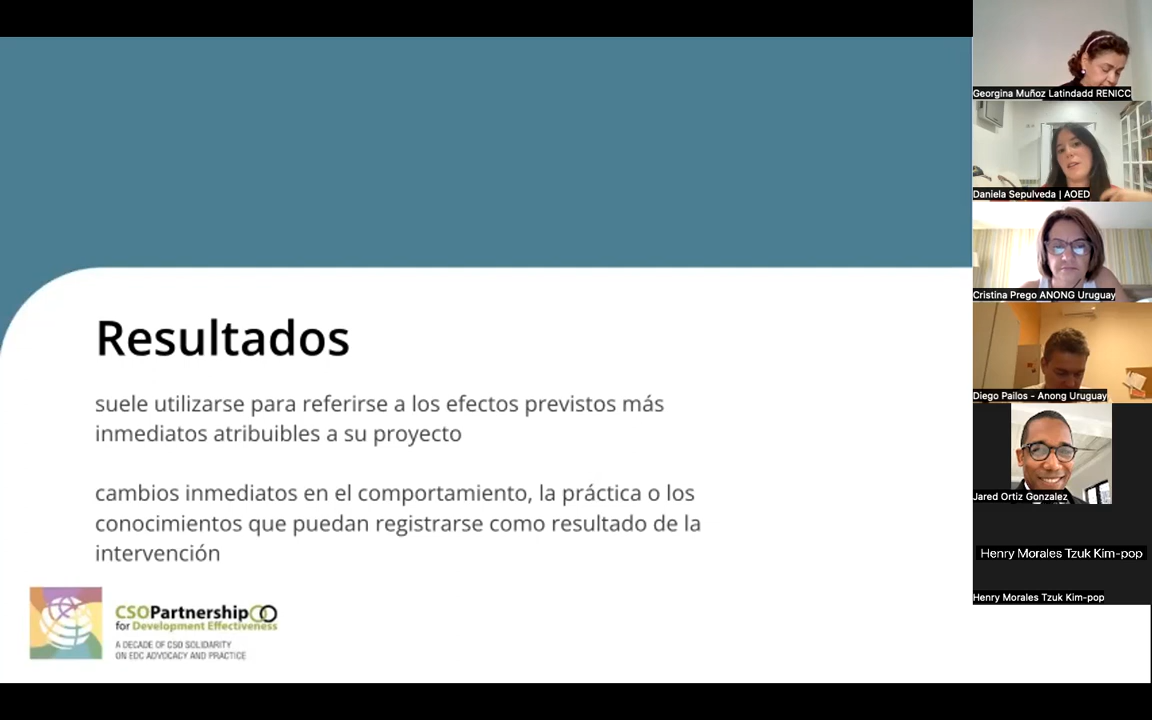 Resultados
suele utilizarse para referirse a los efectos previstos más
inmediatos atribuibles a su proyecto
cambios inmediatos en el comportamiento, la práctica o los
conocimientos que puedan registrarse como resultado de la
intervención
CSOPartnership
for Development Effectiveness
A DECADE OF CSO SOLIDARITY
ON EDC ADVOCACY AND PRACTICE
Georgina Muñoz Latindadd RENICC
Daniela Sepulveda | AOED
Cristina Prego ANONG Uruguay
Diego Pailos - Anong Uruguay
Jared Ortiz Gonzalez
Henry Morales Tzuk Kim-pop
Henry Morales Tzuk Kim-pop